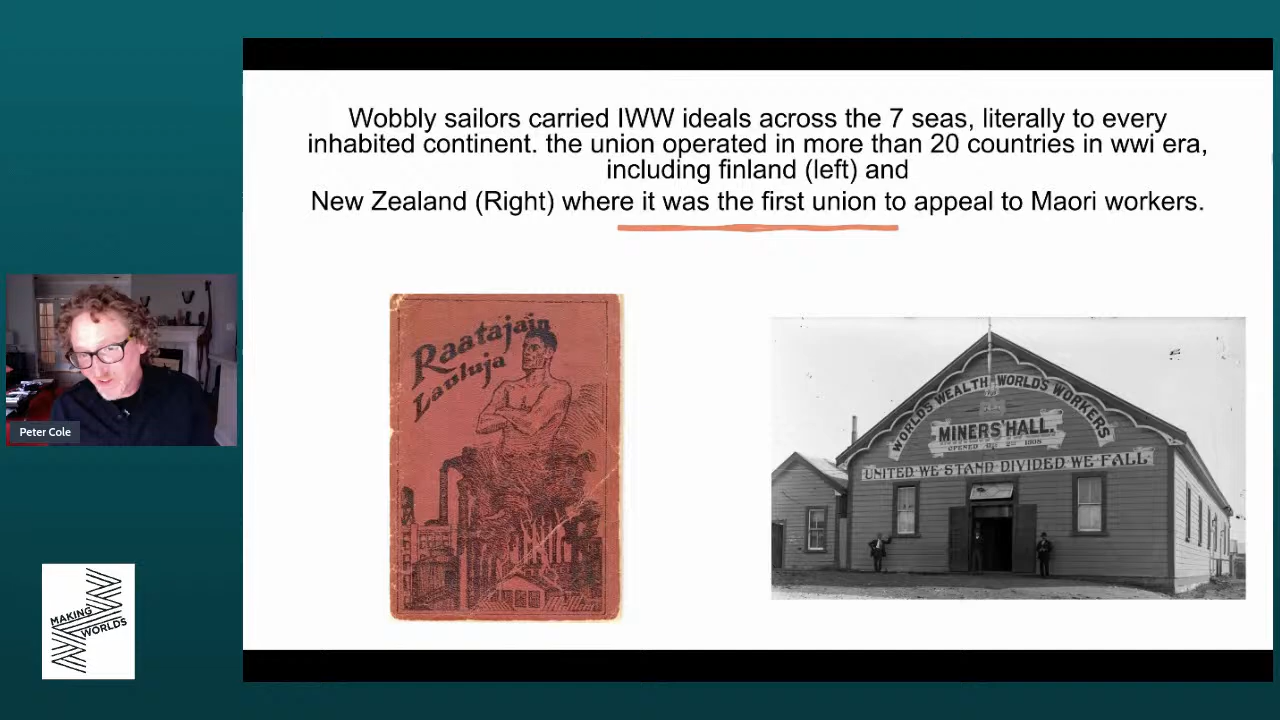 Wobbly sailors carried IWW ideals across the 7 seas, literally to every
inhabited continent. the union operated in more than 20 countries in wwi era,
including finland (left) and
New Zealand (Right) where it was the first union to appeal to Maori workers.
Raatajain
Lauluja
WORLDS WEALTH WORLDS WORKERS
MINERS' HALL.
UNITED WE STAND DIVIDED WE FALL.
Peter Cole
MAKING
WORLDS